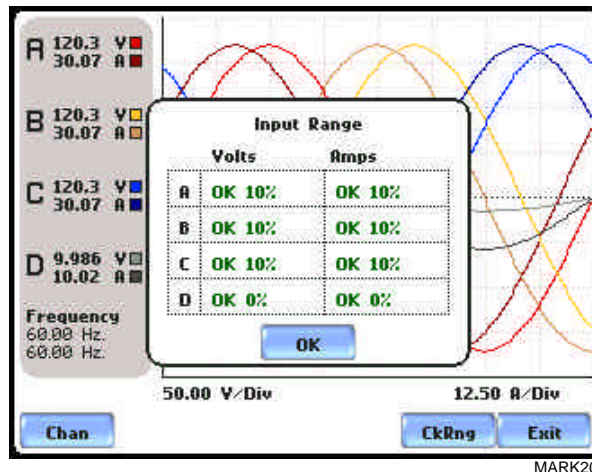 A 120.3 V
30.07 A
B 120.3 V
30.07 A
C 120.3 V
30.07 A
D 9.986 V
10.02 A
Frequency
60.00 Hz.
60.00 Hz.
Input Range
Volts Amps
A OK 10% OK 10%
B OK 10% OK 10%
C OK 10% OK 10%
D OK 0% OK 0%
OK
50.00 V/Div 12.50 A/Div
Chan CkRng Exit
MARK20